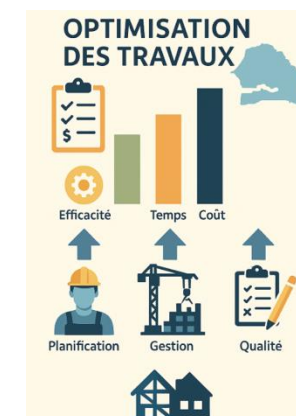 OPTIMISATION
DES TRAVAUX
$
Efficacité Temps Coût
Planification Gestion Qualité